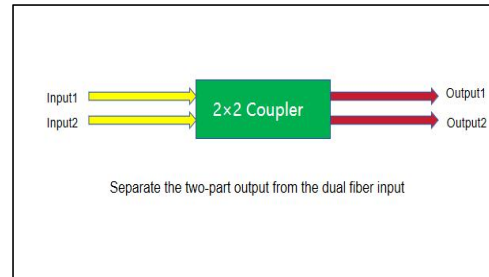 Input1
Input2
2×2 Coupler
Output1
Output2
Separate the two-part output from the dual fiber input